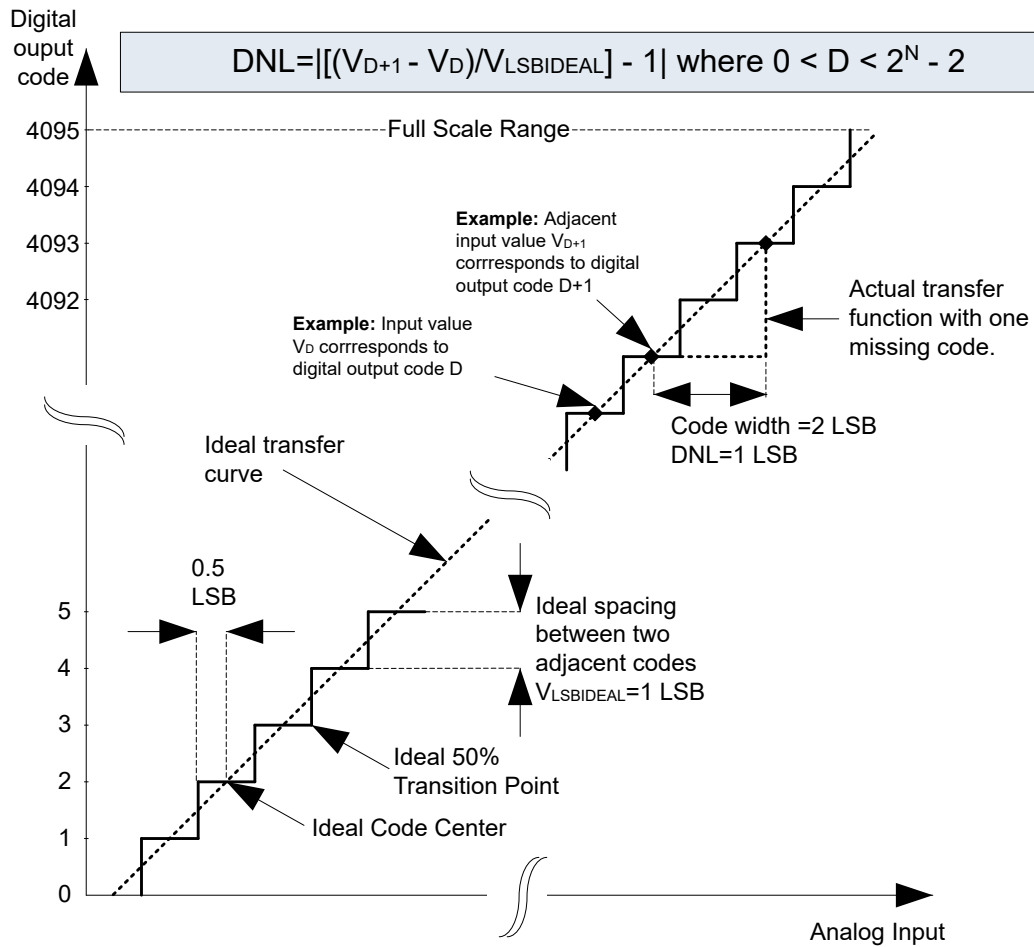 Digital
ouput
code
DNL=|[(VD+1 - VD)/VLSBIDEAL] - 1| where 0 < D < 2^N - 2
4095
Full Scale Range
4094
4093
4092
Example: Adjacent
input value VD+1
corrresponds to digital
output code D+1
Actual transfer
function with one
missing code.
Example: Input value
VD corrresponds to
digital output code D
Code width =2 LSB
DNL=1 LSB
Ideal transfer
curve
0.5
LSB
5
4
3
2
1
0
Ideal spacing
between two
adjacent codes
VLSBIDEAL=1 LSB
Ideal 50%
Transition Point
Ideal Code Center
Analog Input